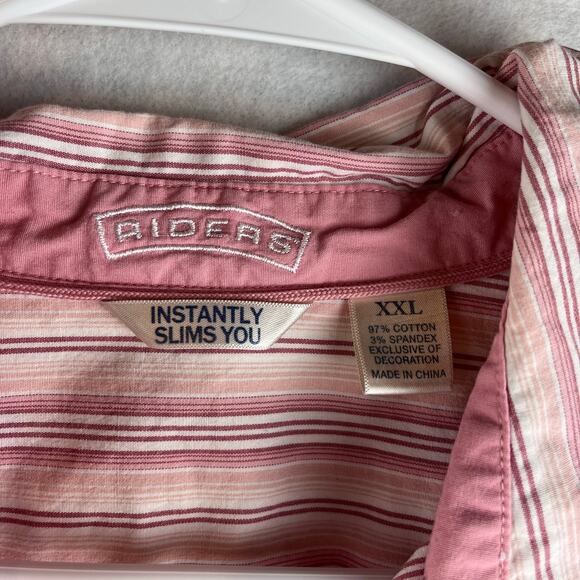 RIDERS
INSTANTLY
SLIMS YOU
XXL
97% COTTON
3% SPANDEX
EXCLUSIVE OF
DECORATION
MADE IN CHINA